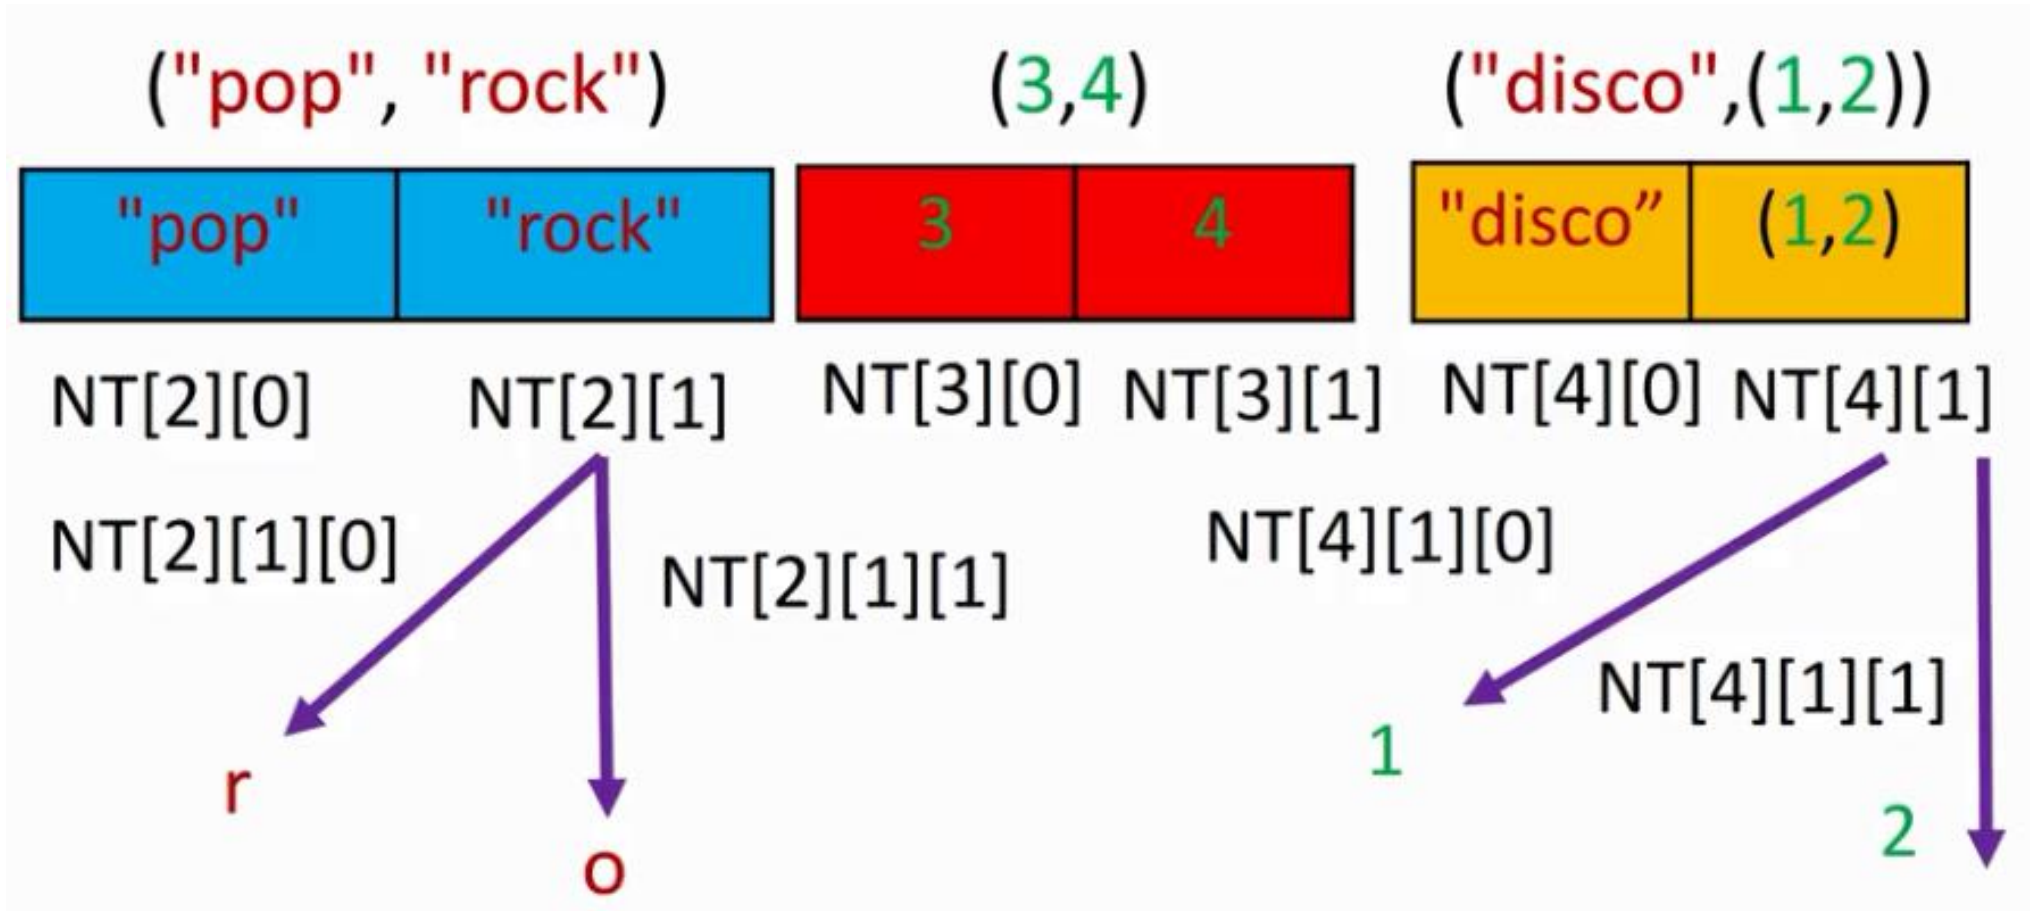 ("pop", "rock") (3,4) ("disco",(1,2))
"pop" "rock" 3 4 "disco” (1,2)
NT[2][0] NT[2][1] NT[3][0] NT[3][1] NT[4][0] NT[4][1]
NT[2][1][0] NT[2][1][1] NT[4][1][0]
NT[4][1][1]
r 1
o 2